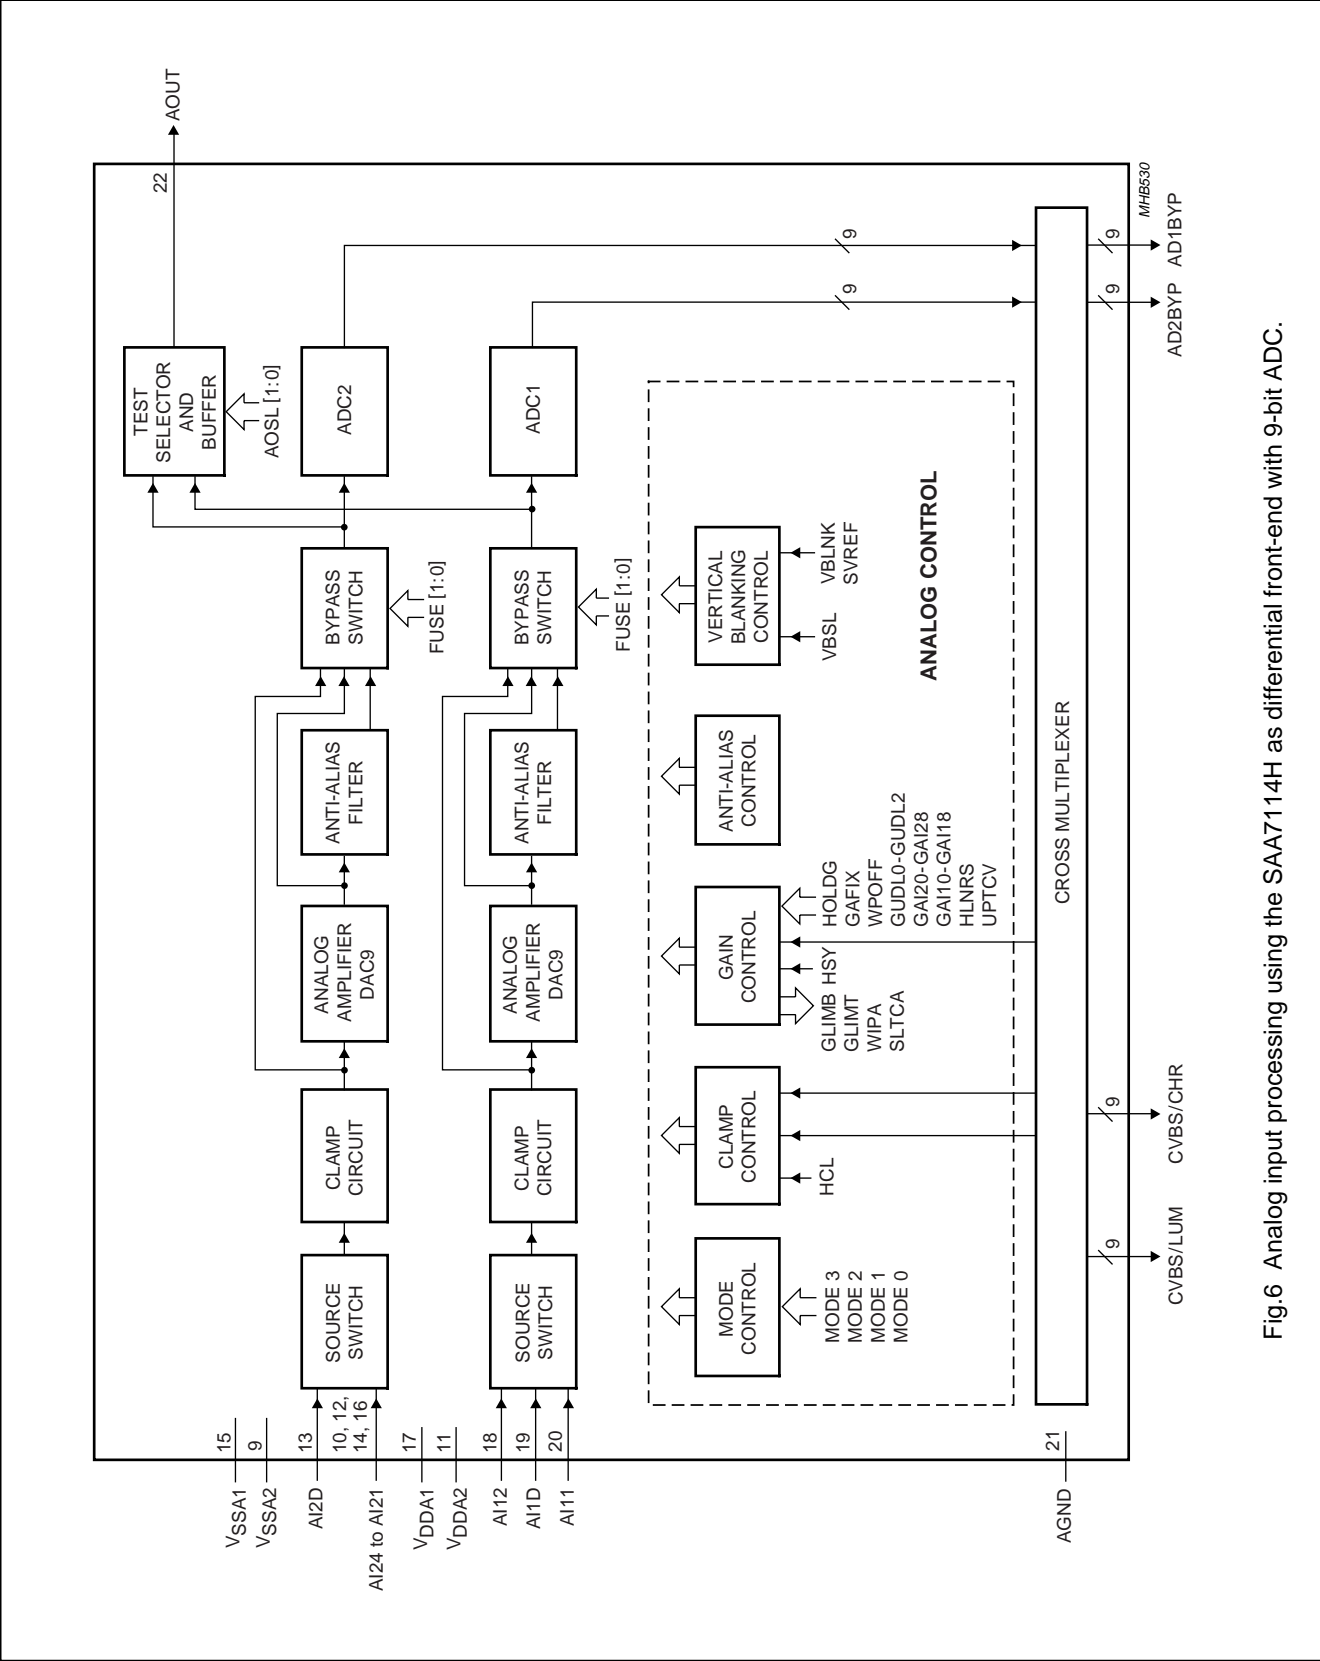 TEST
SELECTOR
AND
BUFFER
AOSL [1:0]
22
AOUT
V SSA1
15
V SSA2
9
AI2D
13
AI24 to AI21
10, 12,
14, 16
SOURCE
SWITCH
CLAMP
CIRCUIT
ANALOG
AMPLIFIER
DAC9
ANTI-ALIAS
FILTER
BYPASS
SWITCH
FUSE [1:0]
ADC2
V DDA1
17
V DDA2
11
AI12
18
AI1D
19
AI11
20
SOURCE
SWITCH
CLAMP
CIRCUIT
ANALOG
AMPLIFIER
DAC9
ANTI-ALIAS
FILTER
BYPASS
SWITCH
FUSE [1:0]
ADC1
9
9
MODE
CONTROL
MODE 3
MODE 2
MODE 1
MODE 0
CLAMP
CONTROL
HCL
GAIN
CONTROL
GLIMB
GLIMT
WIPA
SLTCA
HSY
HOLDG
GAFIX
WPOFF
GUDL0-GUDL2
GAI20-GAI28
GAI10-GAI18
HLNRS
UPTCV
ANTI-ALIAS
CONTROL
VERTICAL
BLANKING
CONTROL
VBSL
VBLNK
SVREF
ANALOG CONTROL
CROSS MULTIPLEXER
AGND
21
9
CVBS/LUM
9
CVBS/CHR
9
AD2BYP
9
AD1BYP
MHB530
Fig.6 Analog input processing using the SAA7114H as differential front-end with 9-bit ADC.